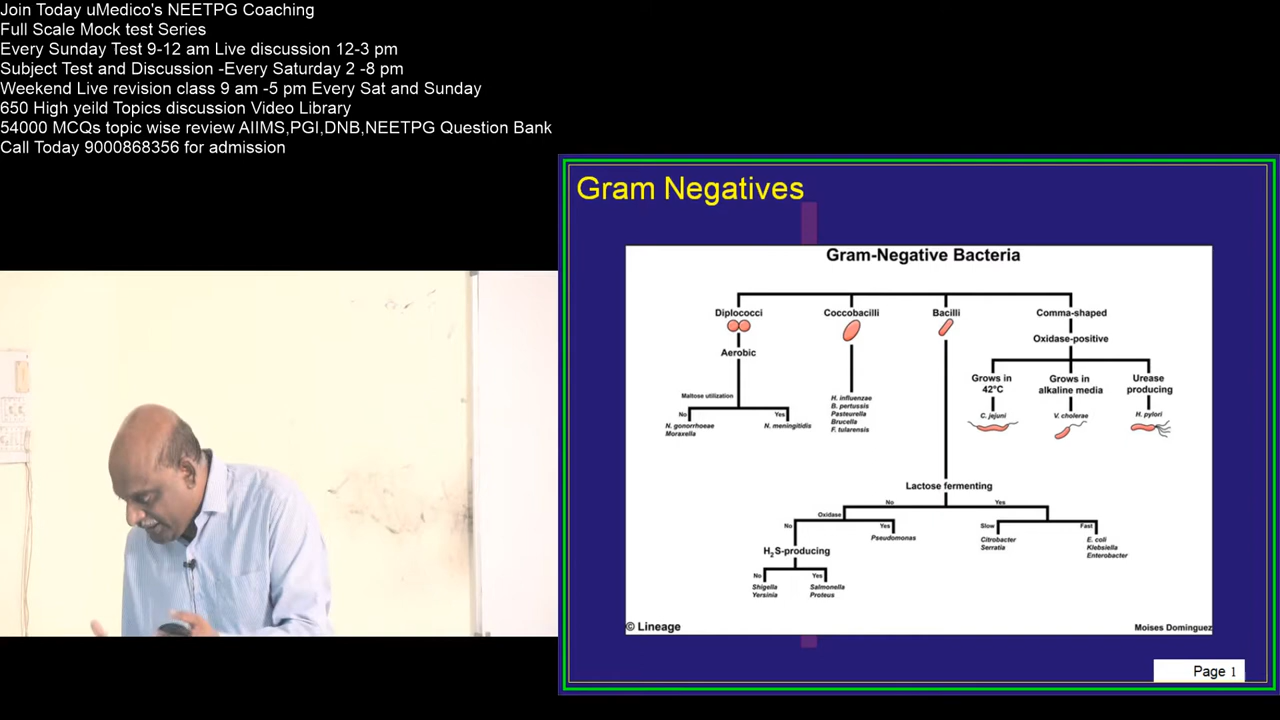 Join Today uMedico's NEETPG Coaching
Full Scale Mock test Series
Every Sunday Test 9-12 am Live discussion 12-3 pm
Subject Test and Discussion -Every Saturday 2 -8 pm
Weekend Live revision class 9 am -5 pm Every Sat and Sunday
650 High yeild Topics discussion Video Library
54000 MCQs topic wise review AIIMS,PGI,DNB,NEETPG Question Bank
Call Today 9000868356 for admission
Gram Negatives
Gram-Negative Bacteria
Diplococci
Coccobacilli
Bacilli
Comma-shaped
Aerobic
Oxidase-positive
Maltose utilization
No
Yes
N. gonorrhoeae
Moraxella
N. meningitidis
H. influenzae
B. pertussis
Pasteurella
Brucella
F. tularensis
Grows in
42°C
C. jejuni
Grows in
alkaline media
V. cholerae
Urease
producing
H. pylori
Lactose fermenting
No
Yes
Oxidase
No
Yes
Pseudomonas
H2S-producing
No
Yes
Shigella
Yersinia
Salmonella
Proteus
Slow
Fast
Citrobacter
Serratia
E. coli
Klebsiella
Enterobacter
© Lineage
Moises Dominguez
Page 1